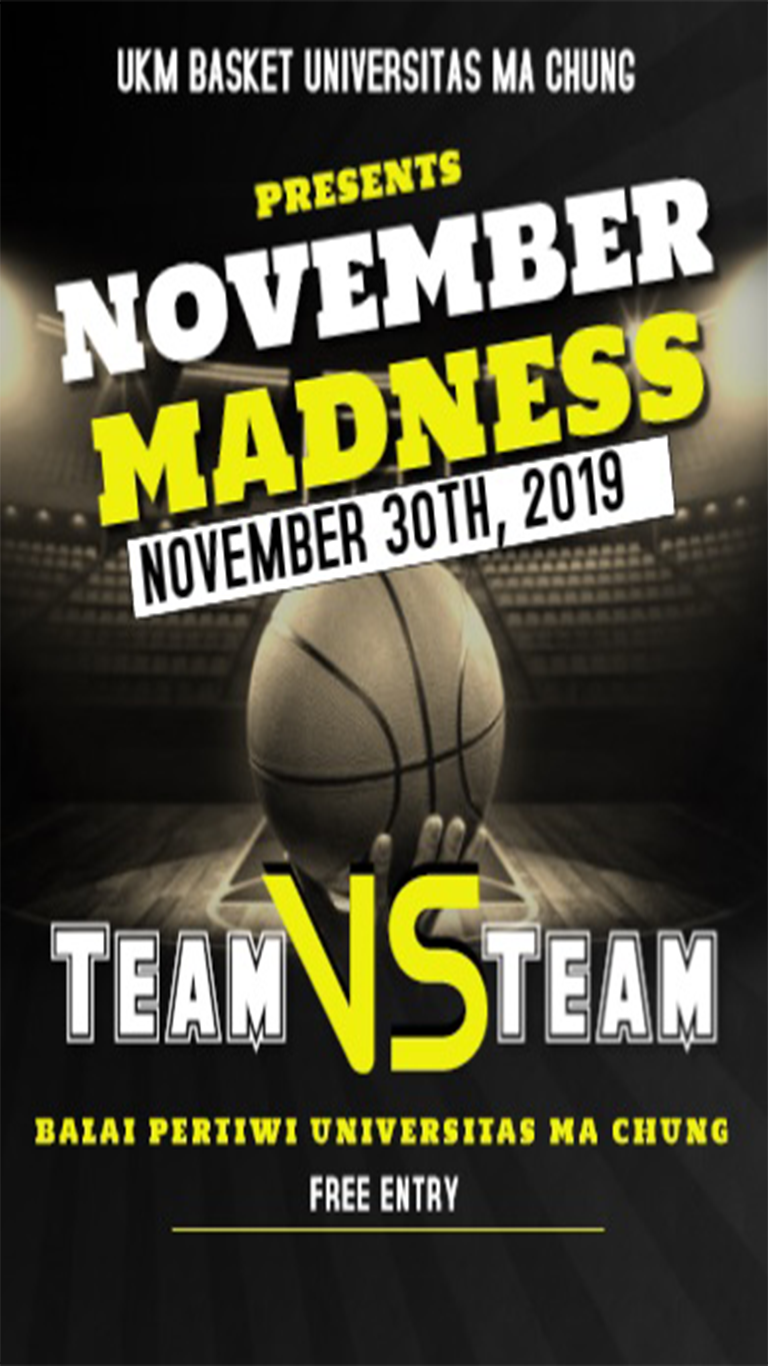 UKM BASKET UNIVERSITAS MA CHUNG
PRESENTS
NOVEMBER
MADNESS
NOVEMBER 30TH, 2019
TEAM VS TEAM
BALAI PERTIWI UNIVERSITAS MA CHUNG
FREE ENTRY